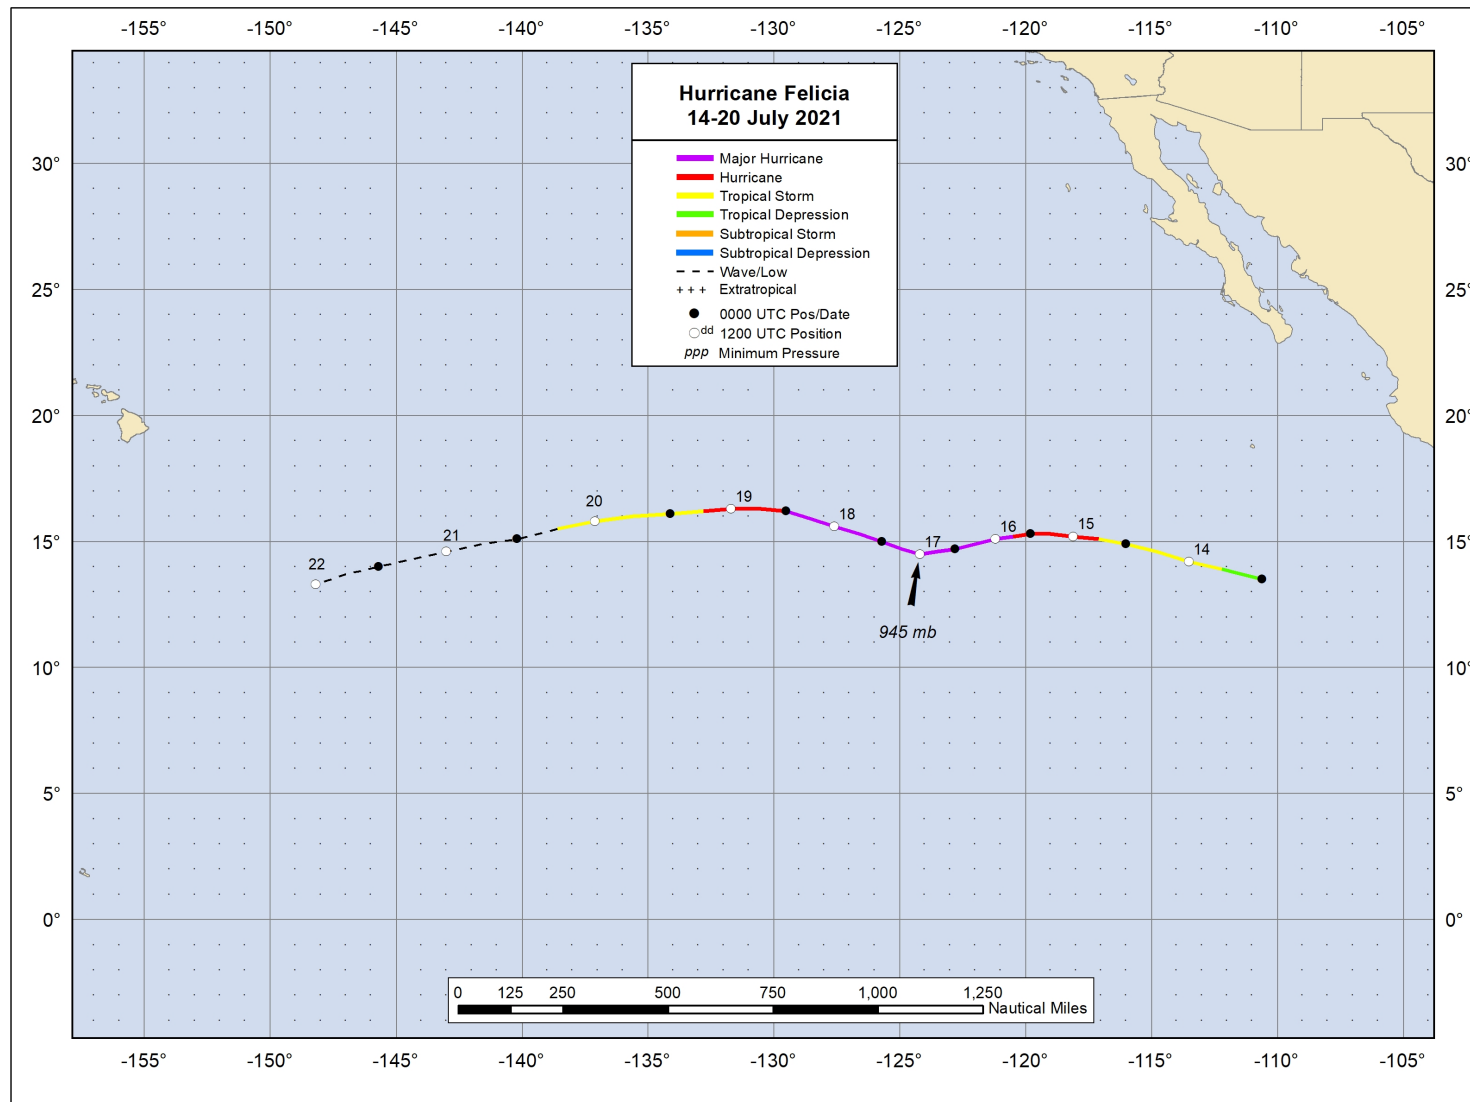 -155° -150° -145° -140° -135° -130° -125° -120° -115° -110° -105°
Hurricane Felicia
14-20 July 2021
Major Hurricane
Hurricane
Tropical Storm
Tropical Depression
Subtropical Storm
Subtropical Depression
Wave/Low
+ + + Extratropical
0000 UTC Pos/Date
dd 1200 UTC Position
ppp Minimum Pressure
30° 30°
25° 25°
20° 20°
22 21 20 19 18 17 16 15 14
15° 15°
945 mb
10° 10°
5° 5°
0° 0°
0 125 250 500 750 1,000 1,250
Nautical Miles
-155° -150° -145° -140° -135° -130° -125° -120° -115° -110° -105°